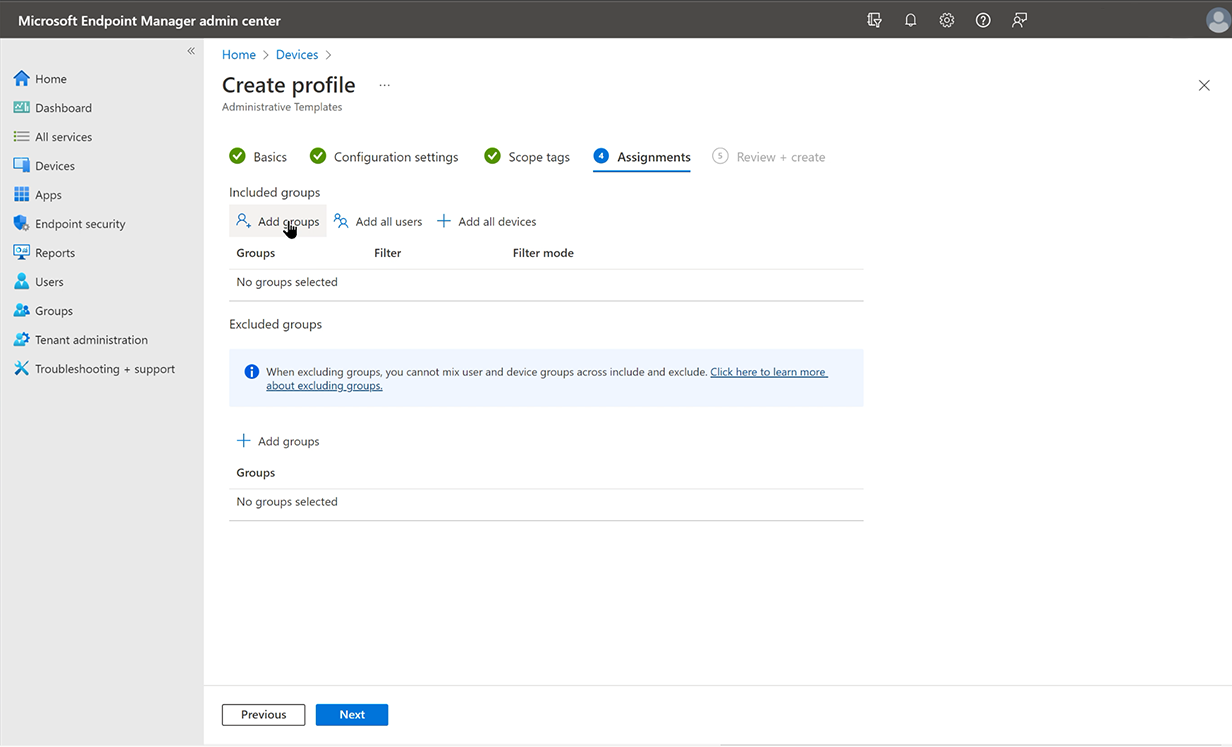 Microsoft Endpoint Manager admin center
«
Home
Dashboard
All services
Devices
Apps
Endpoint security
Reports
Users
Groups
Tenant administration
Troubleshooting + support
Home > Devices >
Create profile ...
Administrative Templates
Basics Configuration settings Scope tags 4 Assignments 5 Review + create
Included groups
Add groups Add all users Add all devices
Groups Filter Filter mode
No groups selected
Excluded groups
When excluding groups, you cannot mix user and device groups across include and exclude. Click here to learn more
about excluding groups.
Add groups
Groups
No groups selected
Previous Next